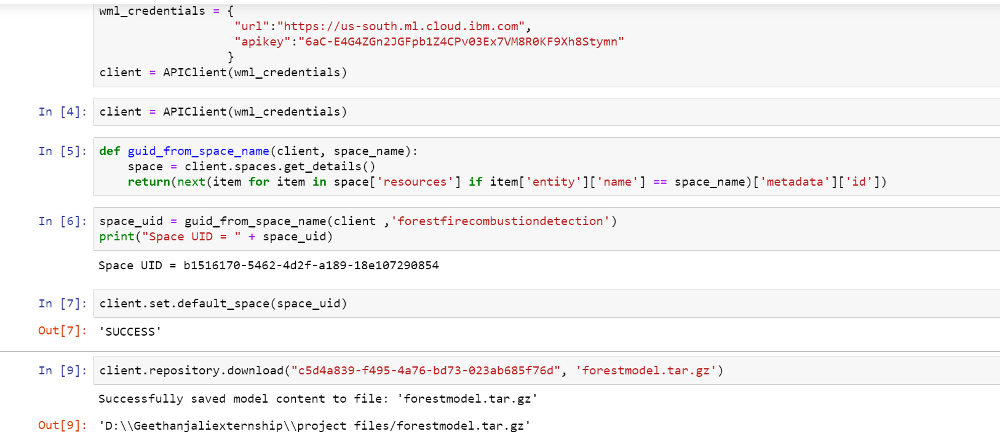 wml_credentials = {
"url":"https://us-south.ml.cloud.ibm.com",
"apikey":"6aC-E4G4ZGn2JGFpb1Z4CPv03Ex7VM8R0KF9Xh8Stymn"
}
client = APIClient(wml_credentials)
In [4]: client = APIClient(wml_credentials)
In [5]: def guid_from_space_name(client, space_name):
space = client.spaces.get_details()
return(next(item for item in space['resources'] if item['entity']['name'] == space_name)['metadata']['id'])
In [6]: space_uid = guid_from_space_name(client ,'forestfirecombustiondetection')
print("Space UID = " + space_uid)
Space UID = b1516170-5462-4d2f-a189-18e107290854
In [7]: client.set.default_space(space_uid)
Out[7]: 'SUCCESS'
In [9]: client.repository.download("c5d4a839-f495-4a76-bd73-023ab685f76d", 'forestmodel.tar.gz')
Successfully saved model content to file: 'forestmodel.tar.gz'
Out[9]: 'D:\\Geethanjaliexternship\\project files/forestmodel.tar.gz'